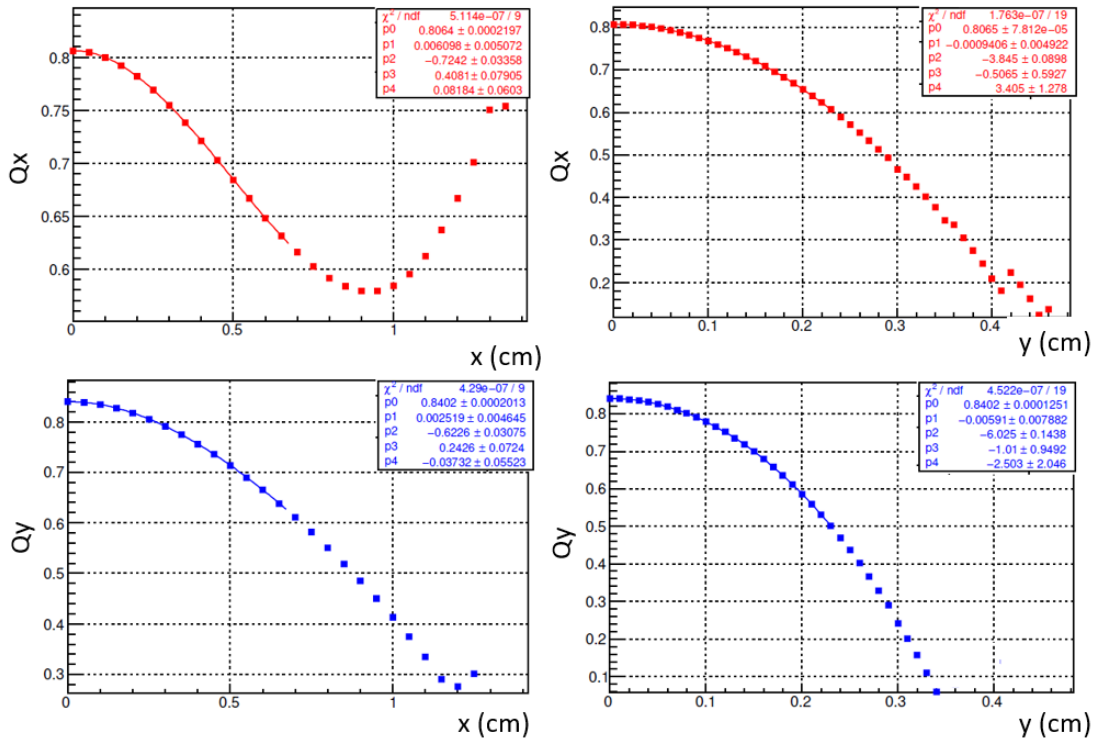 χ² / ndf 5.114e−07 / 9
p0 0.8064 ± 0.0002197
p1 0.006098 ± 0.005072
p2 −0.7242 ± 0.03358
p3 0.4081 ± 0.07905
p4 0.08184 ± 0.0603
Qx
0.8
0.75
0.7
0.65
0.6
0 0.5 1
x (cm)
χ² / ndf 1.763e−07 / 19
p0 0.8065 ± 7.812e−05
p1 −0.0009406 ± 0.004922
p2 −3.845 ± 0.0898
p3 −0.5065 ± 0.5927
p4 3.405 ± 1.278
Qx
0.8
0.7
0.6
0.5
0.4
0.3
0.2
0 0.1 0.2 0.3 0.4
y (cm)
χ² / ndf 4.29e−07 / 9
p0 0.8402 ± 0.0002013
p1 0.002519 ± 0.004645
p2 −0.6226 ± 0.03075
p3 0.2426 ± 0.0724
p4 −0.03732 ± 0.05523
Qy
0.8
0.7
0.6
0.5
0.4
0.3
0 0.5 1
x (cm)
χ² / ndf 4.522e−07 / 19
p0 0.8402 ± 0.0001251
p1 −0.00591 ± 0.007882
p2 −6.025 ± 0.1438
p3 −1.01 ± 0.9492
p4 −2.503 ± 2.046
Qy
0.8
0.7
0.6
0.5
0.4
0.3
0.2
0.1
0 0.1 0.2 0.3 0.4
y (cm)